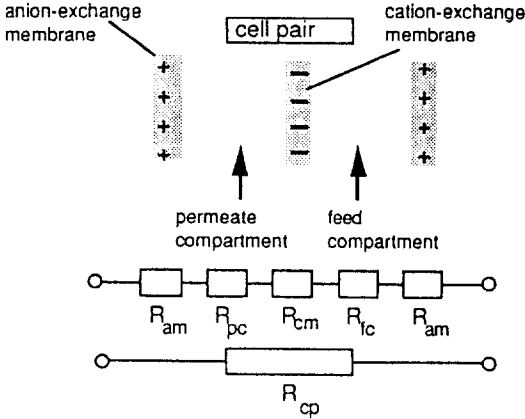 anion-exchange
membrane
cell pair
cation-exchange
membrane
+ − +
+ − +
+ − +
+ − +
permeate
compartment
feed
compartment
R_am R_pc R_cm R_fc R_am
R_cp